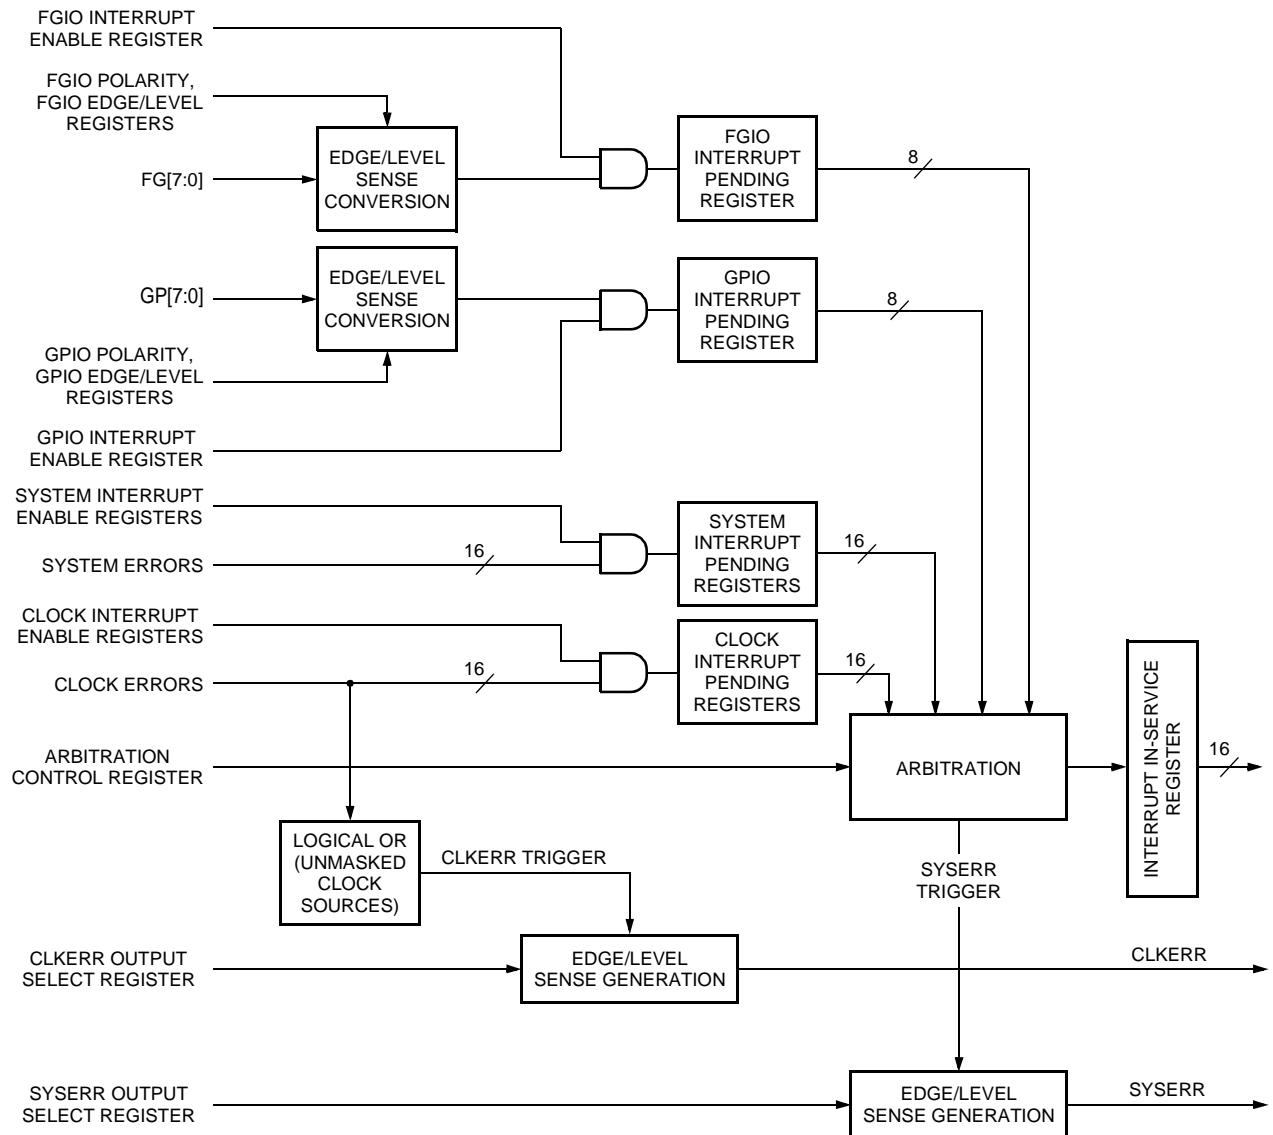 FGIO INTERRUPT
ENABLE REGISTER
FGIO POLARITY,
FGIO EDGE/LEVEL
REGISTERS
FG[7:0]
EDGE/LEVEL
SENSE
CONVERSION
FGIO
INTERRUPT
PENDING
REGISTER
8
GP[7:0]
EDGE/LEVEL
SENSE
CONVERSION
GPIO
INTERRUPT
PENDING
REGISTER
8
GPIO POLARITY,
GPIO EDGE/LEVEL
REGISTERS
GPIO INTERRUPT
ENABLE REGISTER
SYSTEM INTERRUPT
ENABLE REGISTERS
SYSTEM ERRORS
16
SYSTEM
INTERRUPT
PENDING
REGISTERS
16
CLOCK INTERRUPT
ENABLE REGISTERS
CLOCK ERRORS
16
CLOCK
INTERRUPT
PENDING
REGISTERS
16
ARBITRATION
CONTROL REGISTER
ARBITRATION
INTERRUPT IN-SERVICE
REGISTER
16
LOGICAL OR
(UNMASKED
CLOCK
SOURCES)
CLKERR TRIGGER
SYSERR
TRIGGER
CLKERR OUTPUT
SELECT REGISTER
EDGE/LEVEL
SENSE GENERATION
CLKERR
SYSERR OUTPUT
SELECT REGISTER
EDGE/LEVEL
SENSE GENERATION
SYSERR